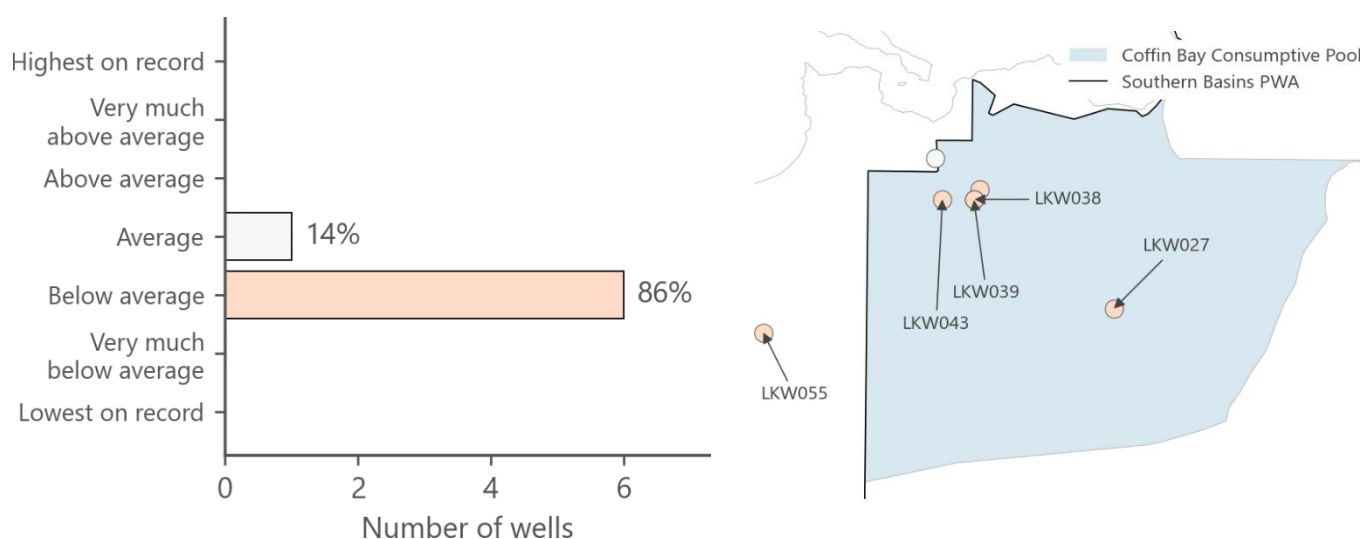 Highest on record
Very much
above average
Above average
Average
14%
Below average
86%
Very much
below average
Lowest on record
0
2
4
6
Number of wells
Coffin Bay Consumptive Pool
Southern Basins PWA
LKW038
LKW027
LKW039
LKW043
LKW055